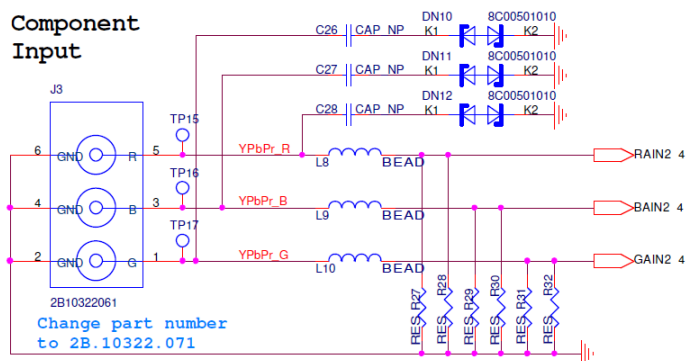 Component
Input
C26 CAP NP DN10 8C00501010
K1 K2
C27 CAP NP DN11 8C00501010
K1 K2
C28 CAP NP DN12 8C00501010
K1 K2
J3
TP15
6 GND R 5 YPbPr_R L8 BEAD RAIN2 4
TP16
4 GND B 3 YPbPr_B L9 BEAD BAIN2 4
TP17
2 GND G 1 YPbPr_G L10 BEAD GAIN2 4
RES R27
RES R28
RES R29
RES R30
RES R31
RES R32
2B10322061
Change part number
to 2B.10322.071